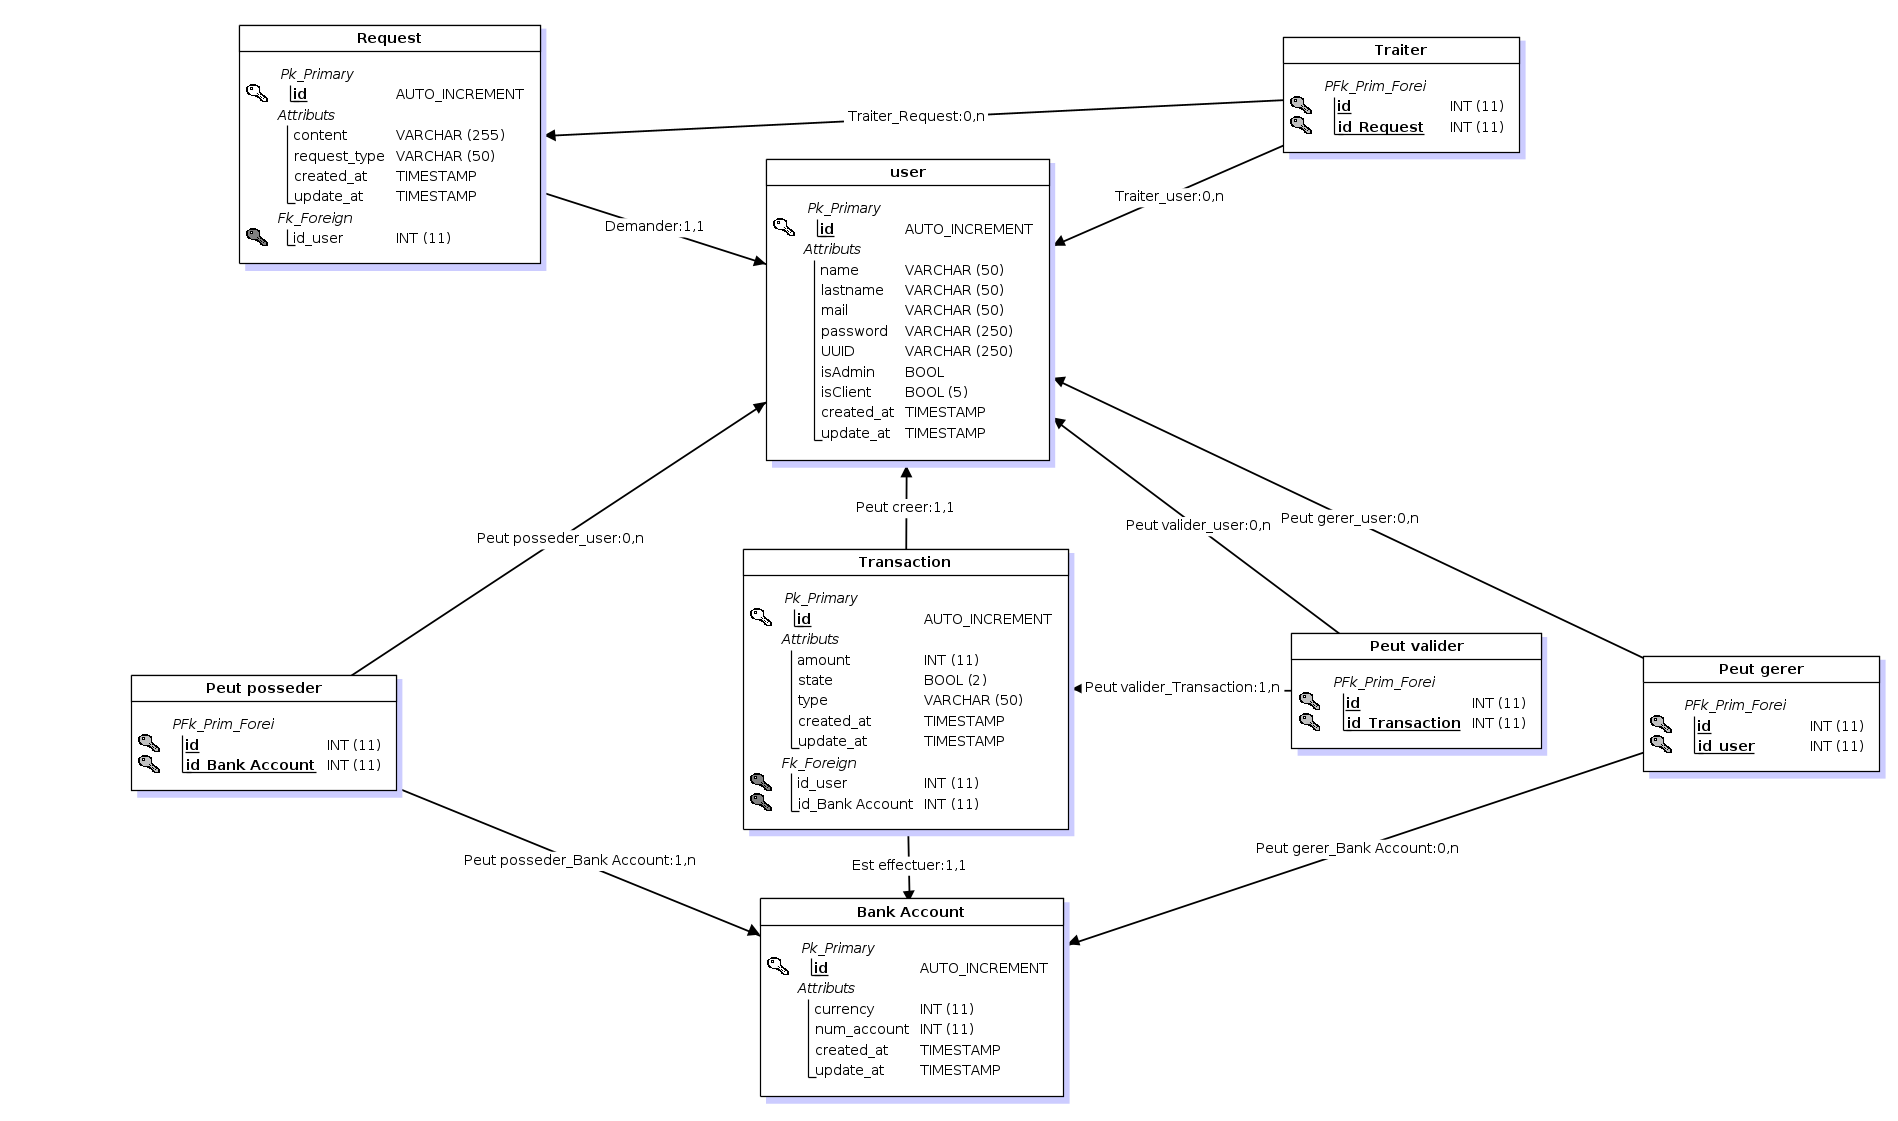 Request
Pk_Primary
id AUTO_INCREMENT
Attributs
content VARCHAR (255)
request_type VARCHAR (50)
created_at TIMESTAMP
update_at TIMESTAMP
Fk_Foreign
id_user INT (11)
Traiter
PFk_Prim_Forei
id INT (11)
id_Request INT (11)
Traiter_Request:0,n
Traiter_user:0,n
Demander:1,1
user
Pk_Primary
id AUTO_INCREMENT
Attributs
name VARCHAR (50)
lastname VARCHAR (50)
mail VARCHAR (50)
password VARCHAR (250)
UUID VARCHAR (250)
isAdmin BOOL
isClient BOOL (5)
created_at TIMESTAMP
update_at TIMESTAMP
Peut creer:1,1
Peut posseder_user:0,n
Peut valider_user:0,n
Peut gerer_user:0,n
Transaction
Pk_Primary
id AUTO_INCREMENT
Attributs
amount INT (11)
state BOOL (2)
type VARCHAR (50)
created_at TIMESTAMP
update_at TIMESTAMP
Fk_Foreign
id_user INT (11)
id_Bank Account INT (11)
Peut valider_Transaction:1,n
Peut valider
PFk_Prim_Forei
id INT (11)
id_Transaction INT (11)
Peut gerer
PFk_Prim_Forei
id INT (11)
id_user INT (11)
Peut posseder
PFk_Prim_Forei
id INT (11)
id_Bank Account INT (11)
Peut posseder_Bank Account:1,n
Est effectuer:1,1
Peut gerer_Bank Account:0,n
Bank Account
Pk_Primary
id AUTO_INCREMENT
Attributs
currency INT (11)
num_account INT (11)
created_at TIMESTAMP
update_at TIMESTAMP